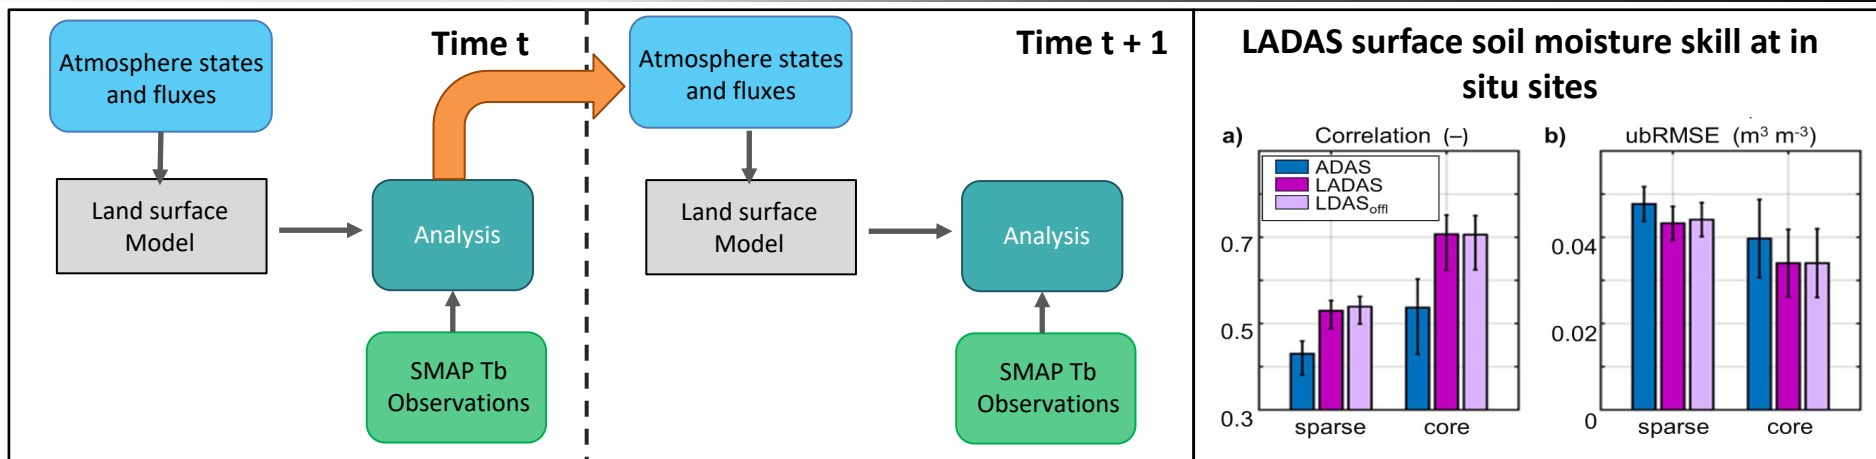 Time t
Atmosphere states
and fluxes
Land surface
Model
Analysis
SMAP Tb
Observations
Time t + 1
Atmosphere states
and fluxes
Land surface
Model
Analysis
SMAP Tb
Observations
LADAS surface soil moisture skill at in
situ sites
a) Correlation (–)
ADAS
LADAS
LDASoffl
0.7
0.5
0.3
sparse core
b) ubRMSE (m³ m⁻³)
0.04
0.02
0
sparse core